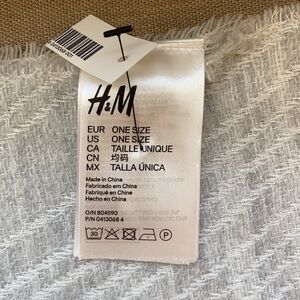 H&M
EUR ONE SIZE
US ONE SIZE
CA TAILLE UNIQUE
CN 均码
MX TALLA ÚNICA
Made in China
Fabricado em China
Fabriqué en Chine
Hecho en China
O/N 804590
P/N 0413068 4
30
P